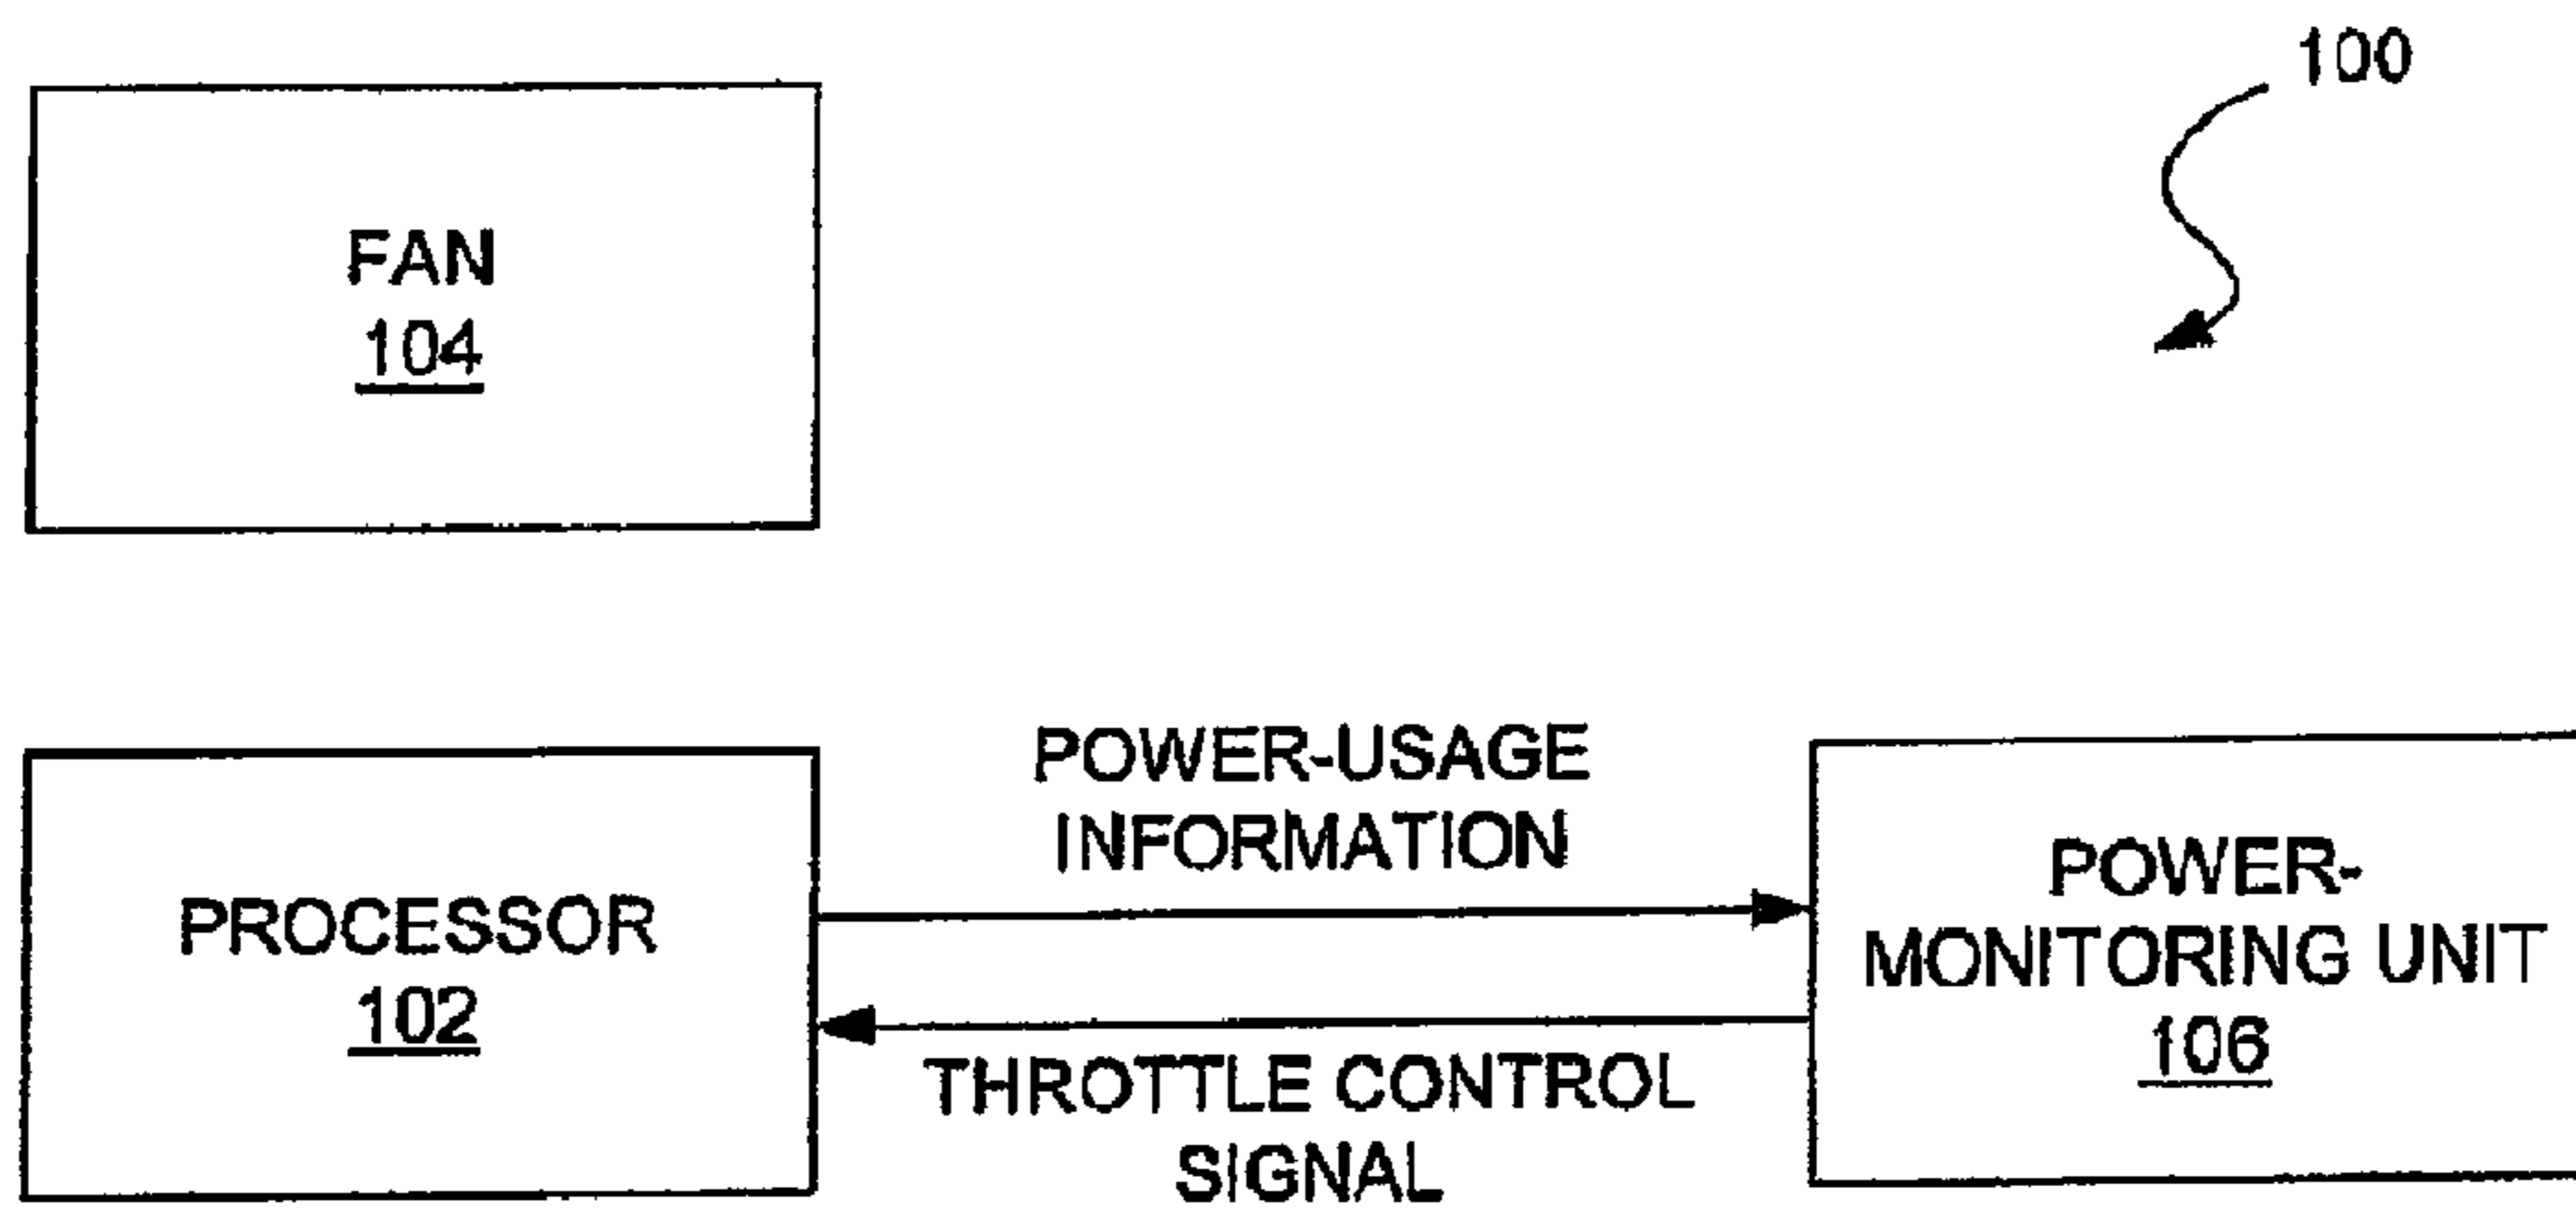 100
FAN
104
POWER-USAGE
INFORMATION
PROCESSOR
102
POWER-
MONITORING UNIT
106
THROTTLE CONTROL
SIGNAL